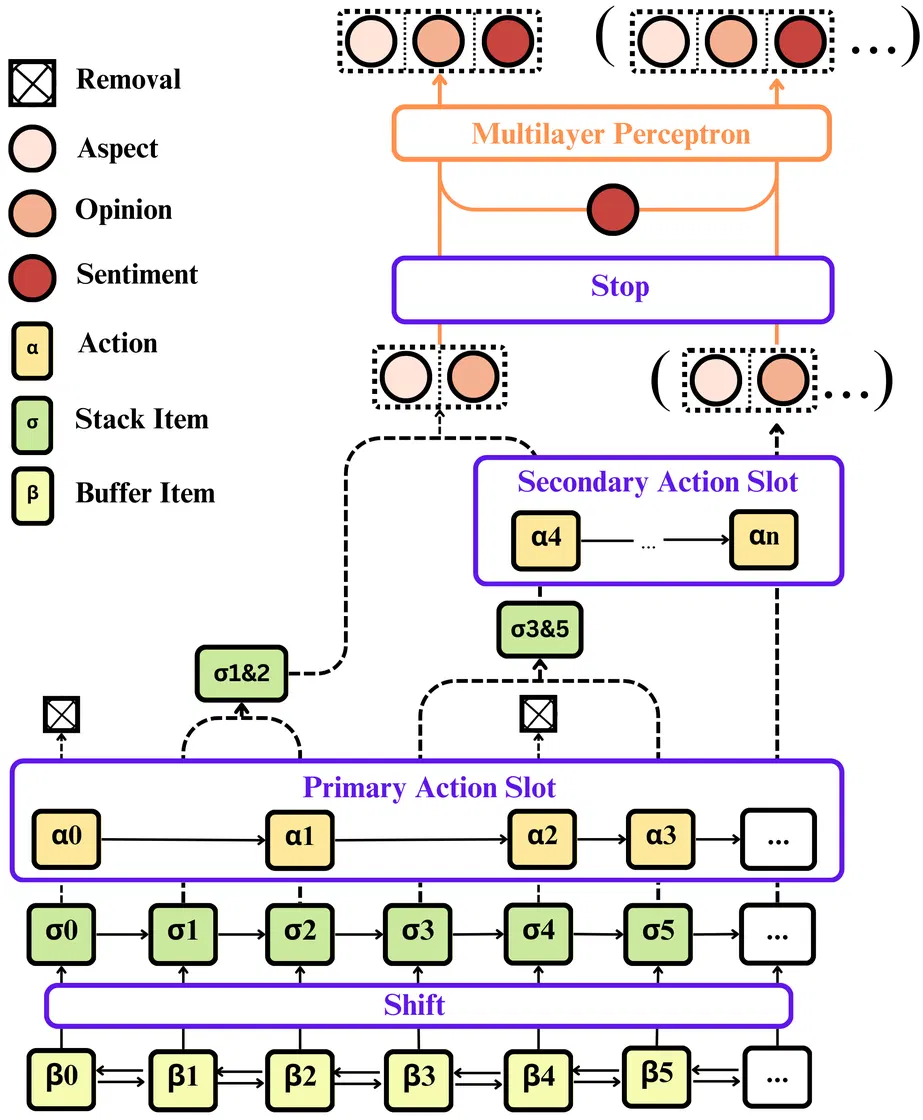 ( ... )
Removal
Multilayer Perceptron
Aspect
Opinion
Sentiment
Stop
α Action
( ... )
σ Stack Item
β Buffer Item
Secondary Action Slot
α4 ... αn
σ3&5
σ1&2
Primary Action Slot
α0 α1 α2 α3 ...
σ0 σ1 σ2 σ3 σ4 σ5 ...
Shift
β0 β1 β2 β3 β4 β5 ...